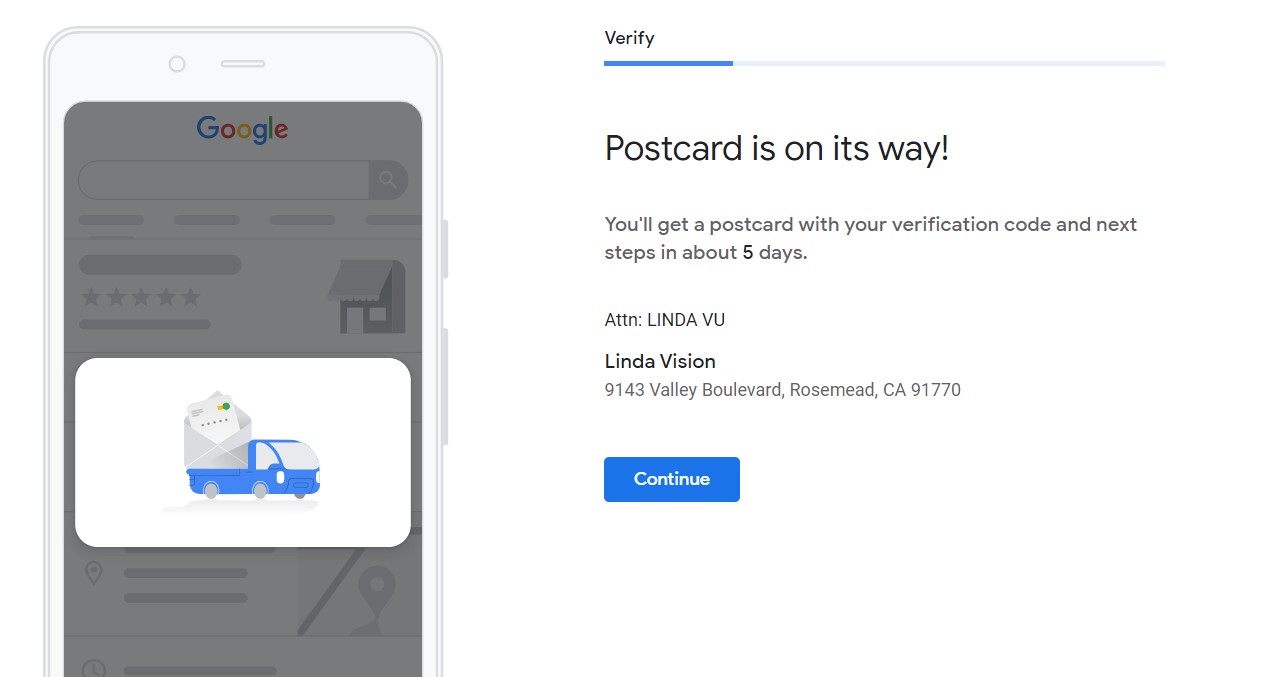 Google
Verify
Postcard is on its way!
You'll get a postcard with your verification code and next
steps in about 5 days.
Attn: LINDA VU
Linda Vision
9143 Valley Boulevard, Rosemead, CA 91770
Continue